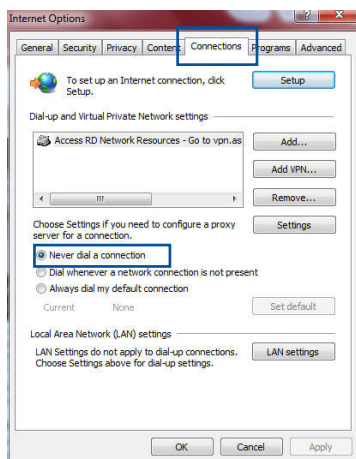 Internet Options
General Security Privacy Content Connections Programs Advanced
To set up an Internet connection, click
Setup.
Setup
Dial-up and Virtual Private Network settings
Access RD Network Resources - Go to vpn.as
Add...
Add VPN...
Remove...
Choose Settings if you need to configure a proxy
server for a connection.
Settings
Never dial a connection
Dial whenever a network connection is not present
Always dial my default connection
Current None
Set default
Local Area Network (LAN) settings
LAN Settings do not apply to dial-up connections.
Choose Settings above for dial-up settings.
LAN settings
OK Cancel Apply